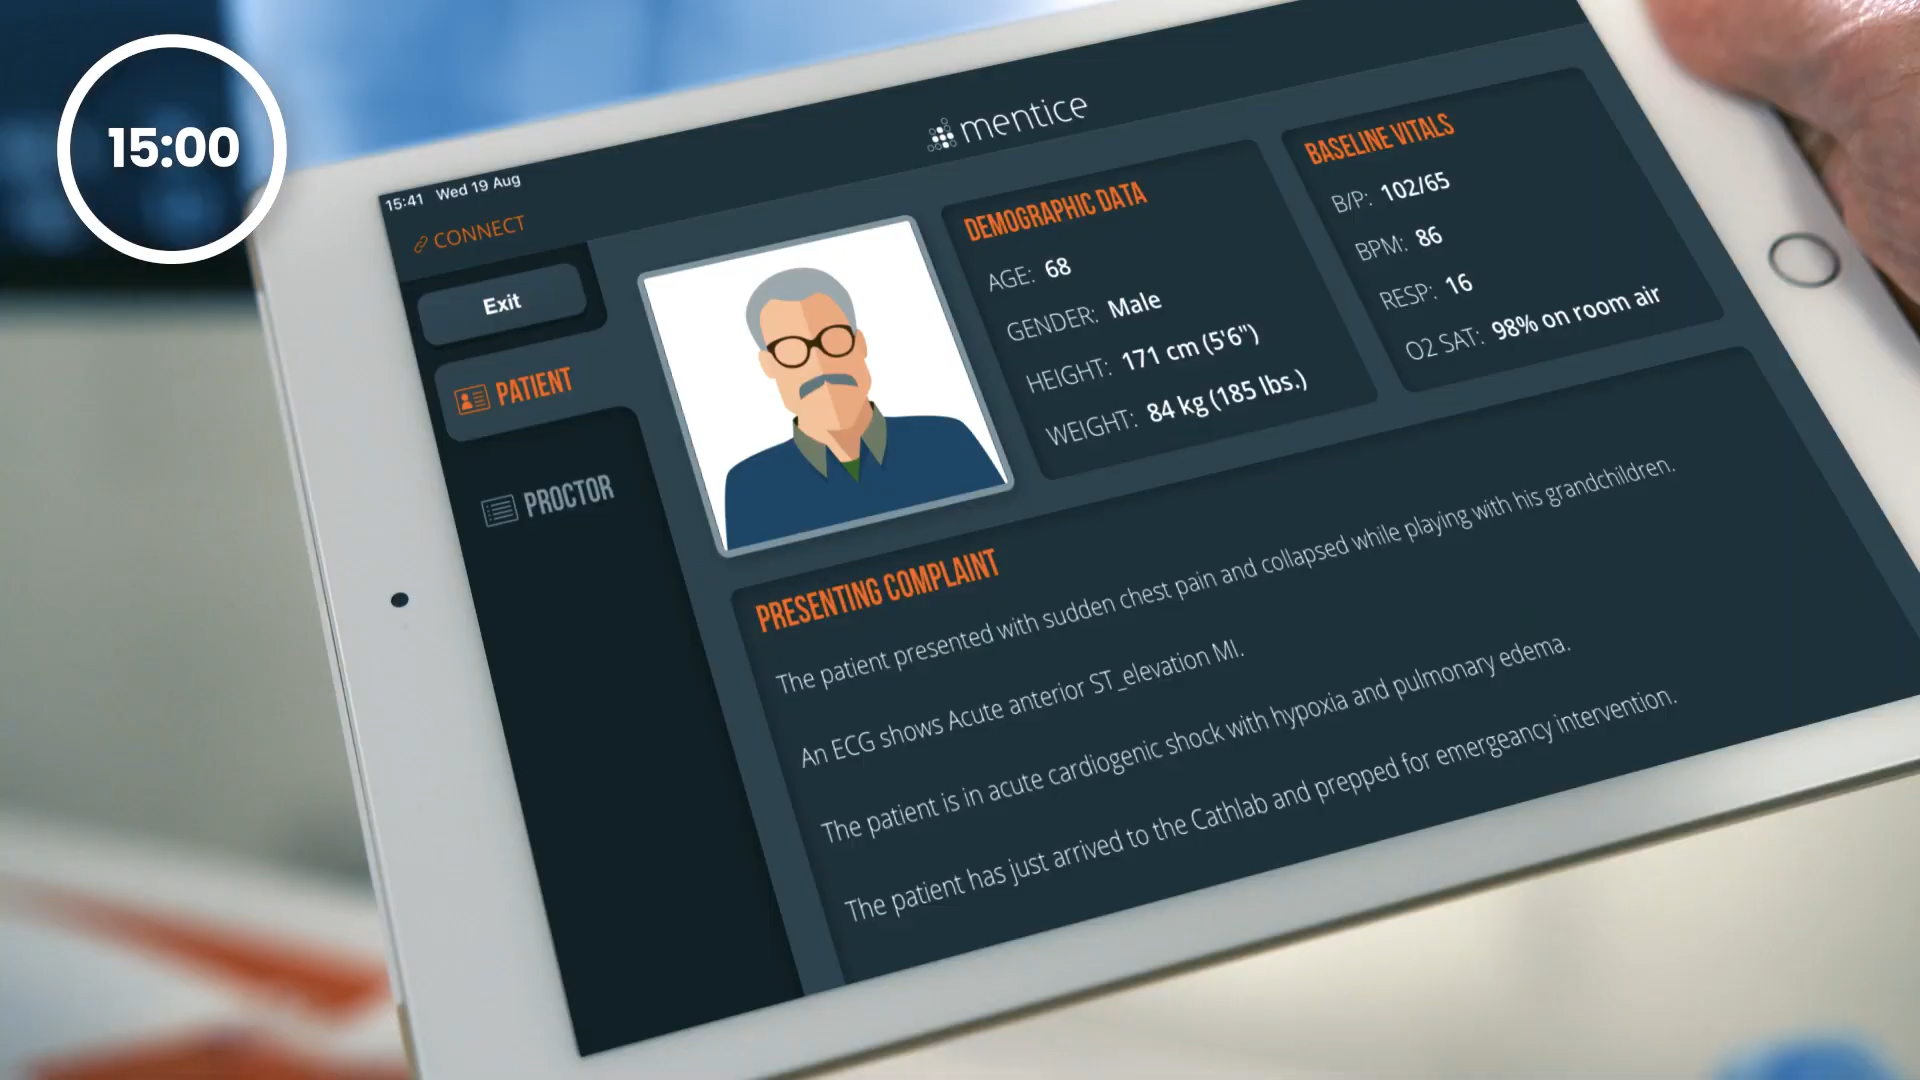 15:00
15:41 Wed 19 Aug
mentice
CONNECT
Exit
PATIENT
PROCTOR
DEMOGRAPHIC DATA
AGE: 68
GENDER: Male
HEIGHT: 171 cm (5'6")
WEIGHT: 84 kg (185 lbs.)
BASELINE VITALS
B/P: 102/65
BPM: 86
RESP: 16
O2 SAT: 98% on room air
PRESENTING COMPLAINT
The patient presented with sudden chest pain and collapsed while playing with his grandchildren.
An ECG shows Acute anterior ST_elevation MI.
The patient is in acute cardiogenic shock with hypoxia and pulmonary edema.
The patient has just arrived to the Cathlab and prepped for emergeancy intervention.